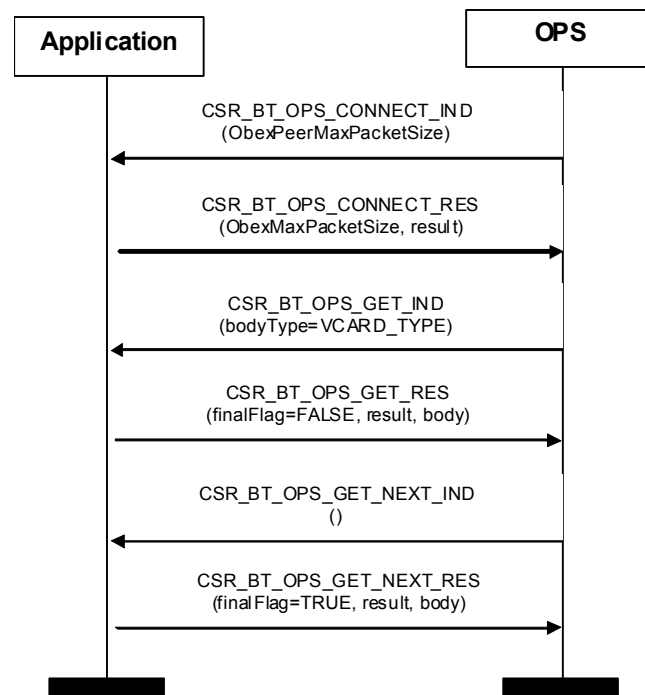 Application
OPS
CSR_BT_OPS_CONNECT_IND
(ObexPeerMaxPacketSize)
CSR_BT_OPS_CONNECT_RES
(ObexMaxPacketSize, result)
CSR_BT_OPS_GET_IND
(bodyType=VCARD_TYPE)
CSR_BT_OPS_GET_RES
(finalFlag=FALSE, result, body)
CSR_BT_OPS_GET_NEXT_IND
()
CSR_BT_OPS_GET_NEXT_RES
(finalFlag=TRUE, result, body)